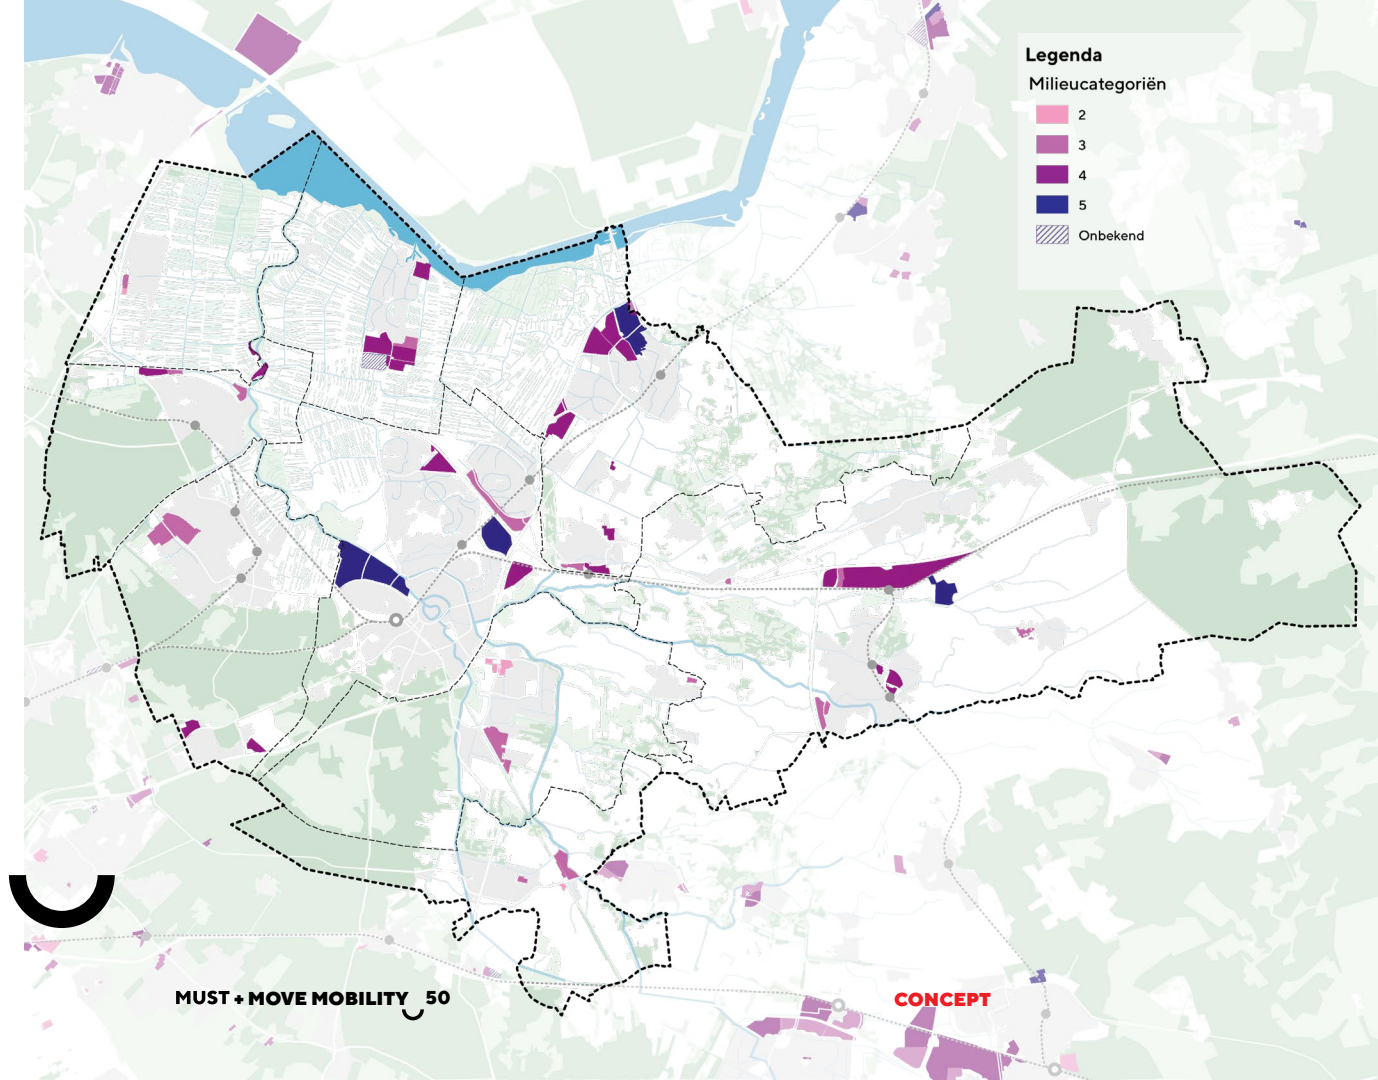 Legenda
Milieucategoriën
2
3
4
5
Onbekend
MUST + MOVE MOBILITY 50
CONCEPT